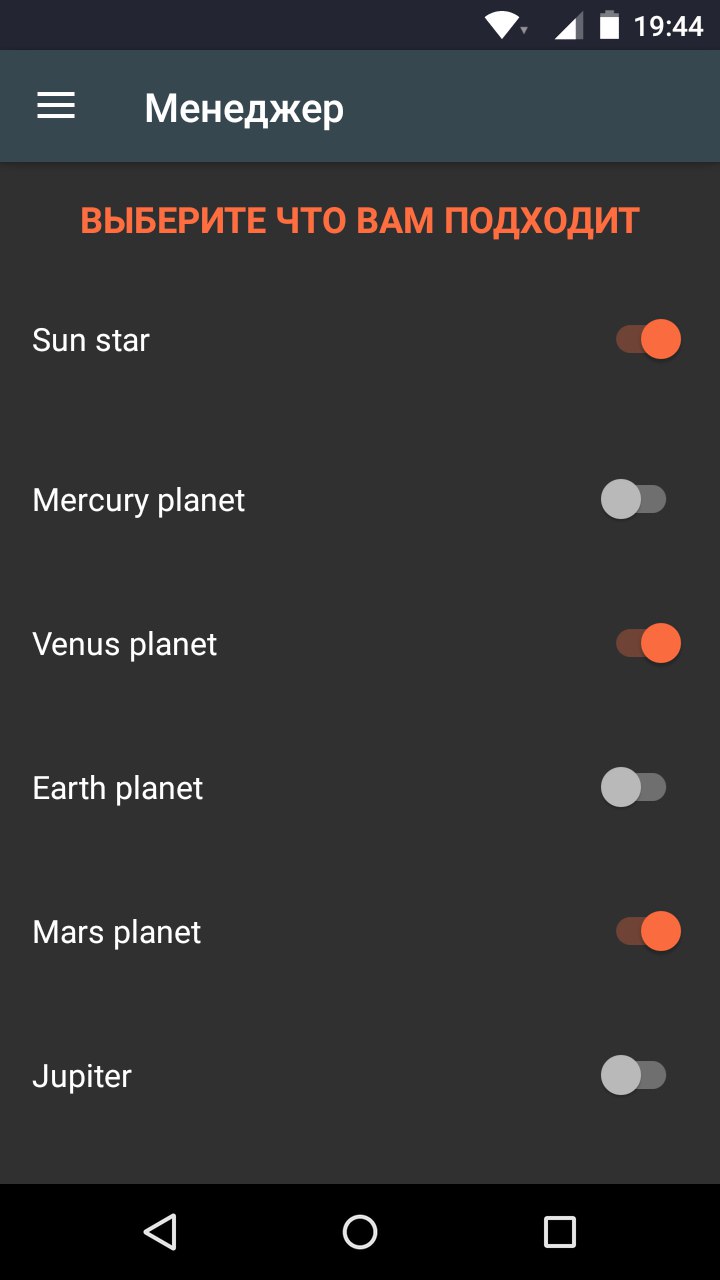 19:44
Менеджер
ВЫБЕРИТЕ ЧТО ВАМ ПОДХОДИТ
Sun star
Mercury planet
Venus planet
Earth planet
Mars planet
Jupiter